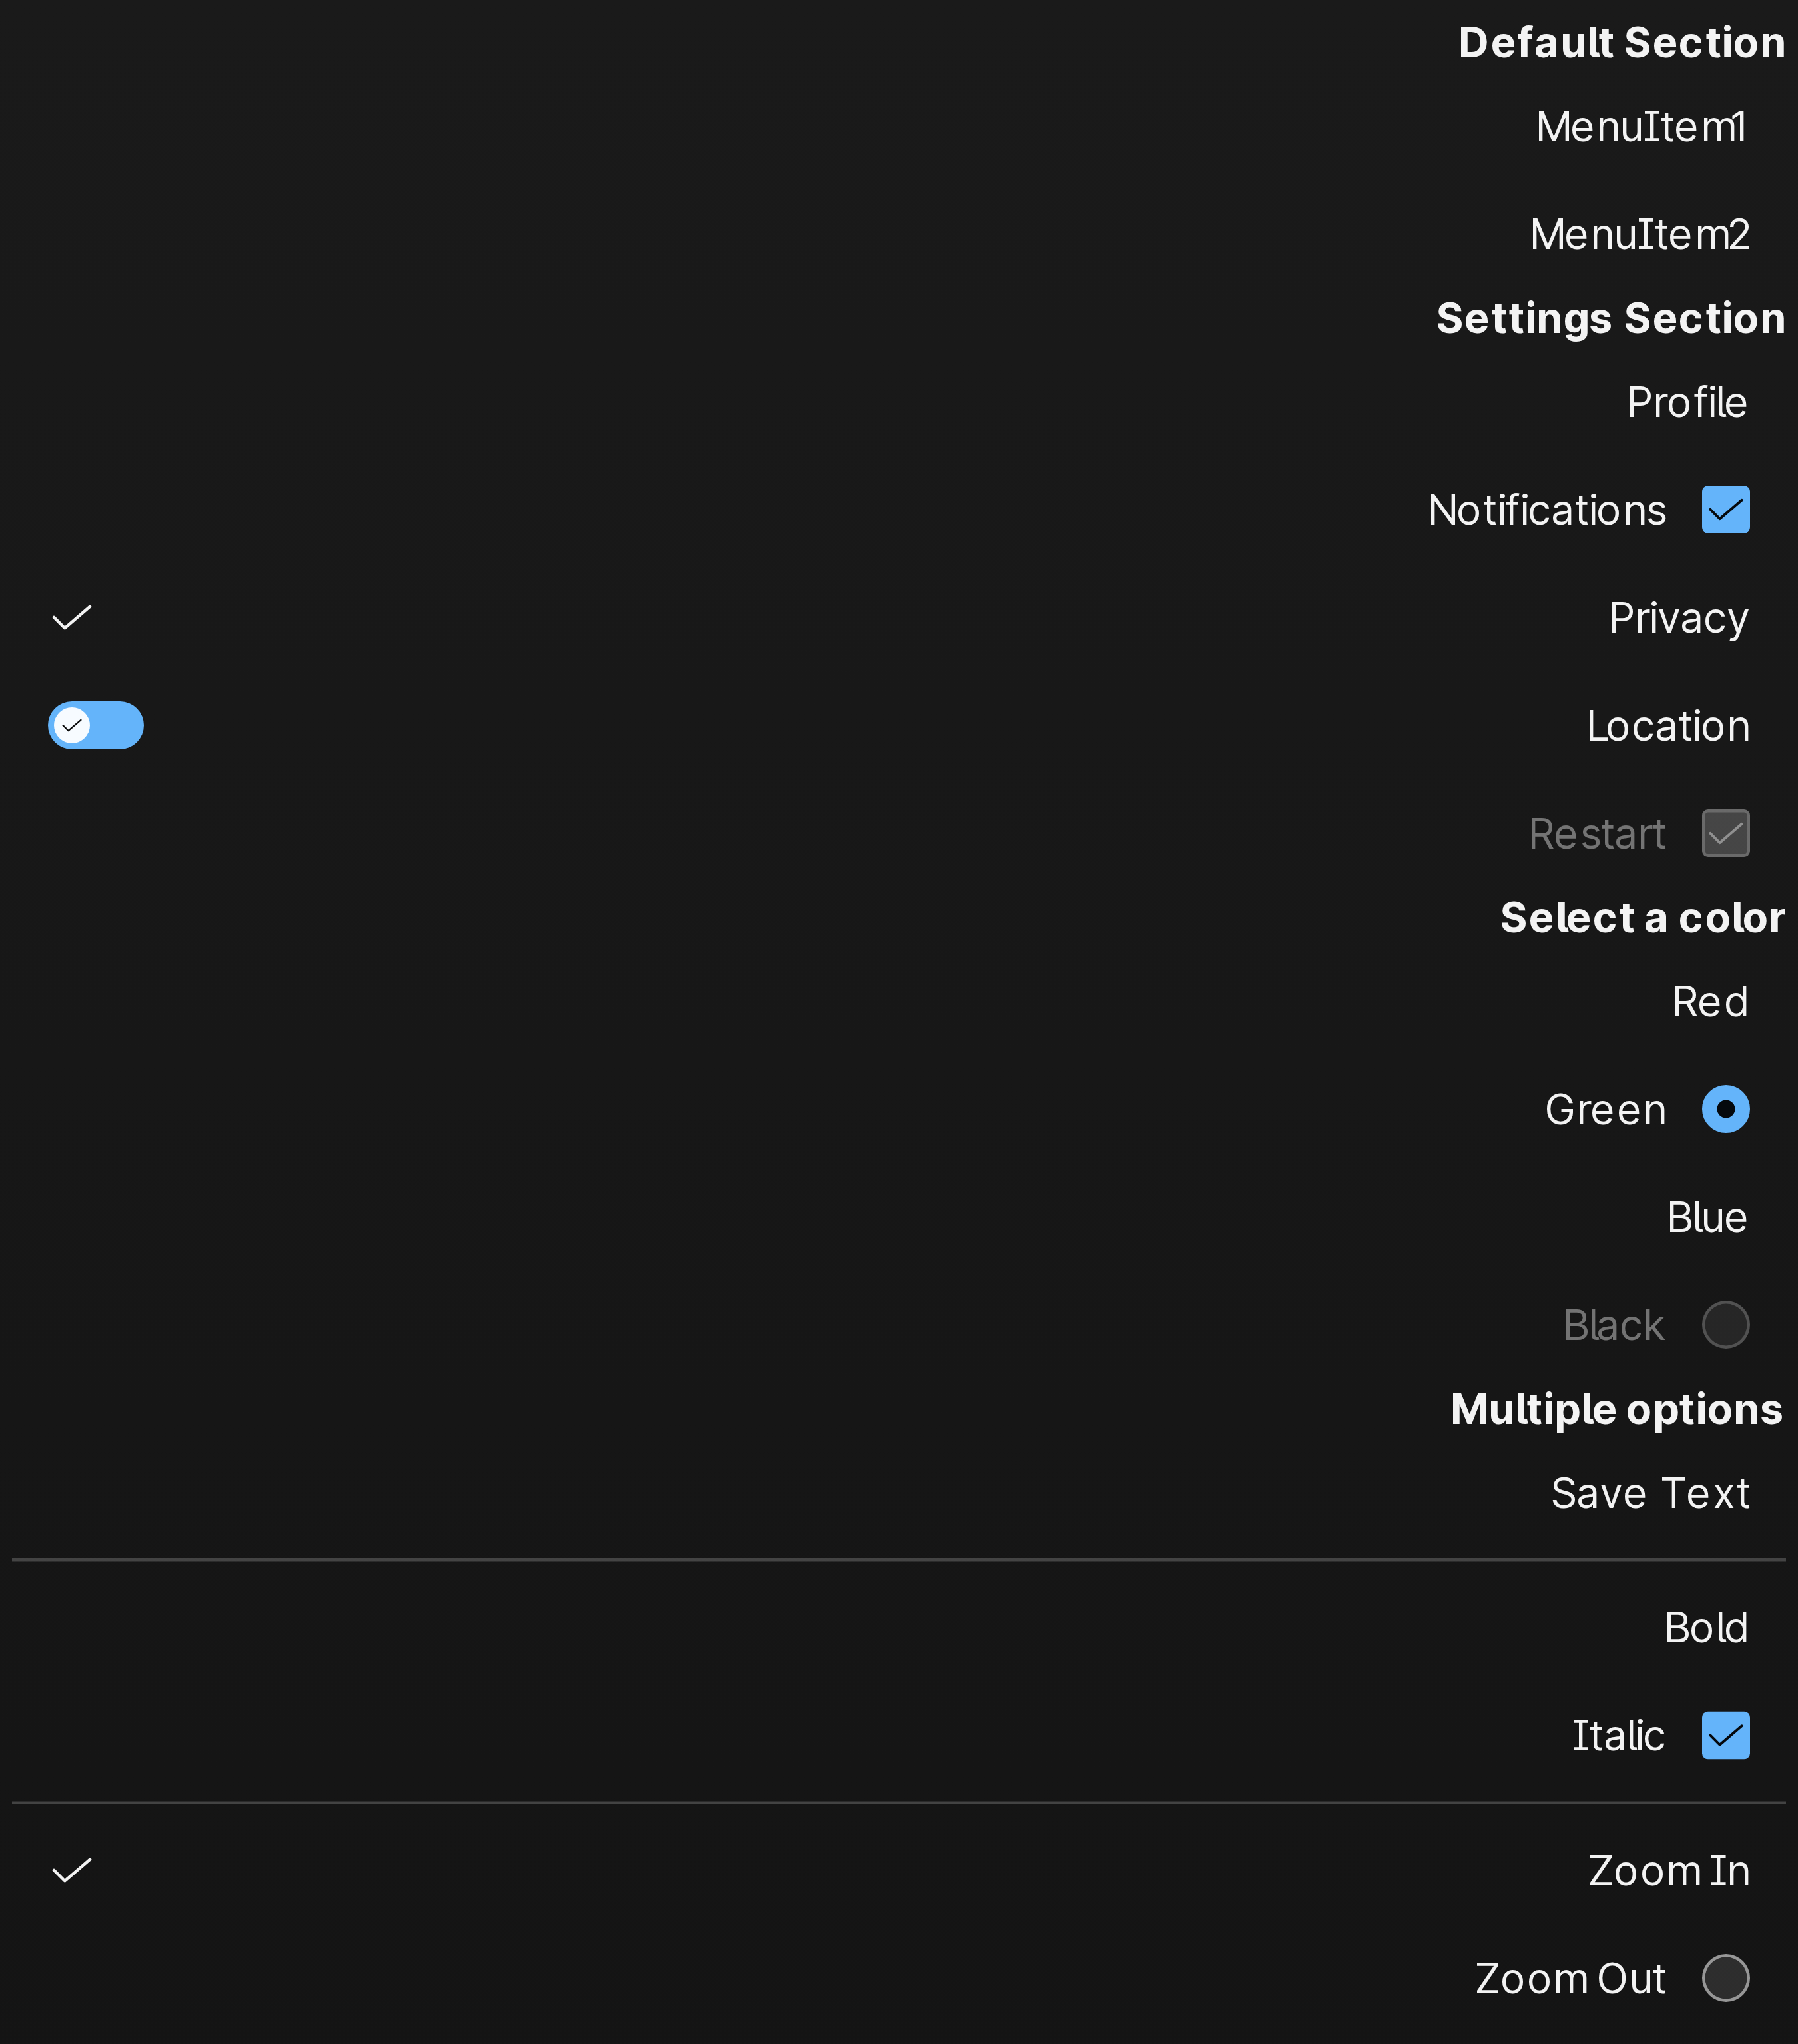 Default Section
MenuItem1
MenuItem2
Settings Section
Profile
Notifications
Privacy
Location
Restart
Select a color
Red
Green
Blue
Black
Multiple options
Save Text
Bold
Italic
Zoom In
Zoom Out